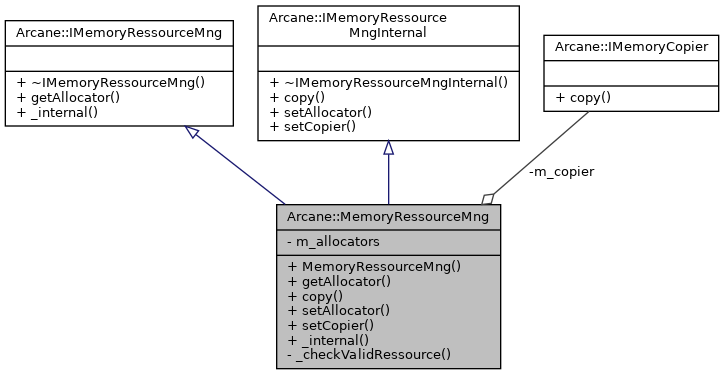 Arcane::IMemoryRessourceMng
+ ~IMemoryRessourceMng()
+ getAllocator()
+ _internal()
Arcane::IMemoryRessource
MngInternal
+ ~IMemoryRessourceMngInternal()
+ copy()
+ setAllocator()
+ setCopier()
Arcane::IMemoryCopier
+ copy()
-m_copier
Arcane::MemoryRessourceMng
- m_allocators
+ MemoryRessourceMng()
+ getAllocator()
+ copy()
+ setAllocator()
+ setCopier()
+ _internal()
- _checkValidRessource()